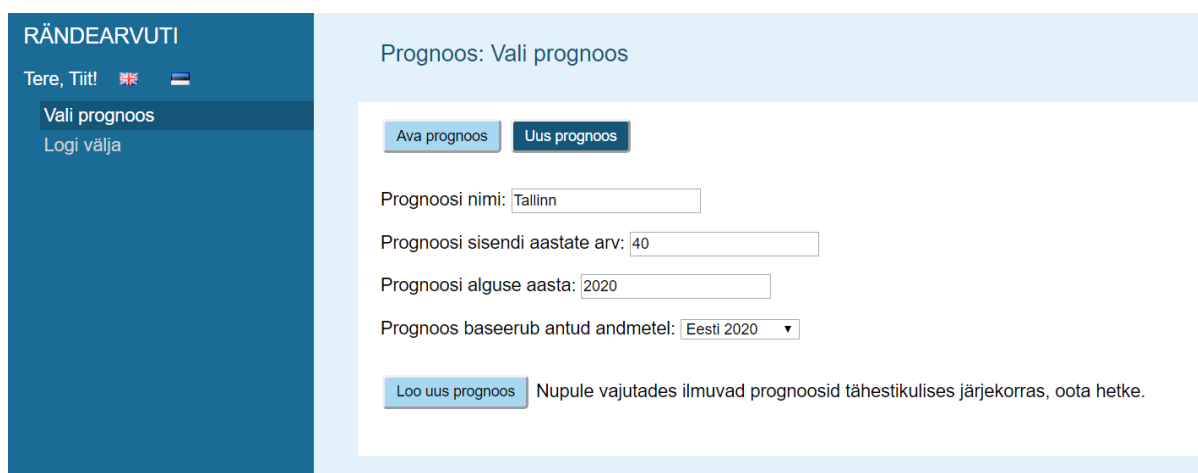 RÄNDEARVUTI
Tere, Tiit!
Vali prognoos
Logi välja
Prognoos: Vali prognoos
Ava prognoos Uus prognoos
Prognoosi nimi: Tallinn
Prognoosi sisendi aastate arv: 40
Prognoosi alguse aasta: 2020
Prognoos baseerub antud andmetel: Eesti 2020
Loo uus prognoos Nupule vajutades ilmuvad prognoosid tähestikulises järjekorras, oota hetke.